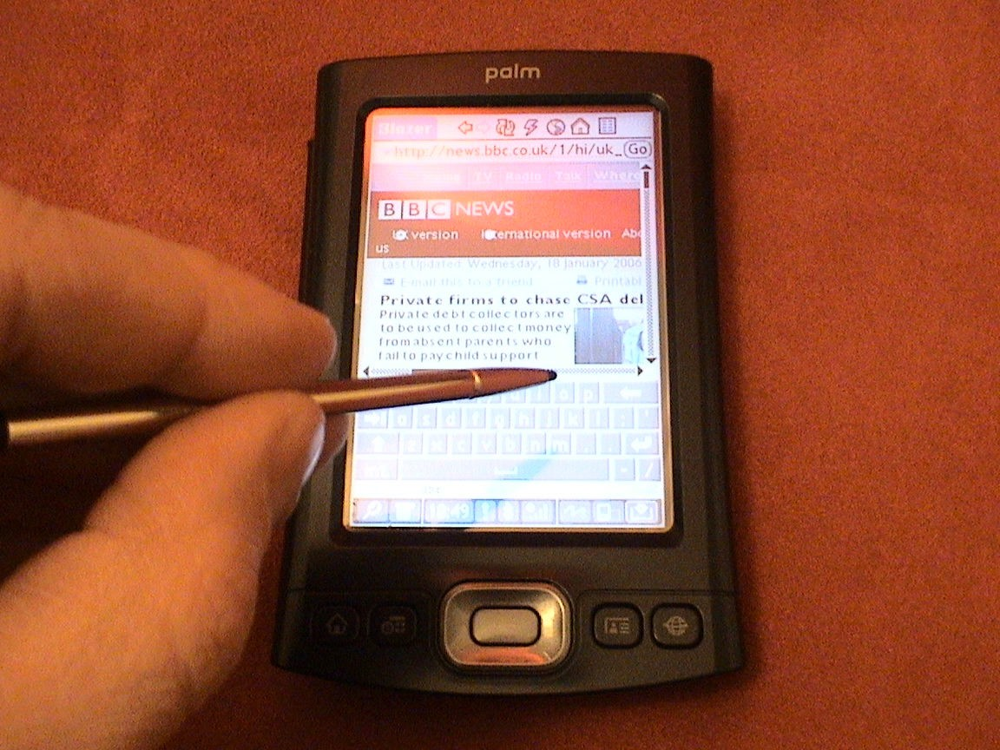 palm
Blazer
http://news.bbc.co.uk/1/hi/uk_ Go
Home TV Radio Talk Where
BBC NEWS
UK version International version Abo
us
Last Updated: Wednesday, 18 January 2006
E-mail this to a friend Printabl
Private firms to chase CSA del
Private debt collectors are
to be used to collect money
from absent parents who
fail to pay child support
u i o p
a s d f g h j k l ; '
z x c v b n m , .
- /